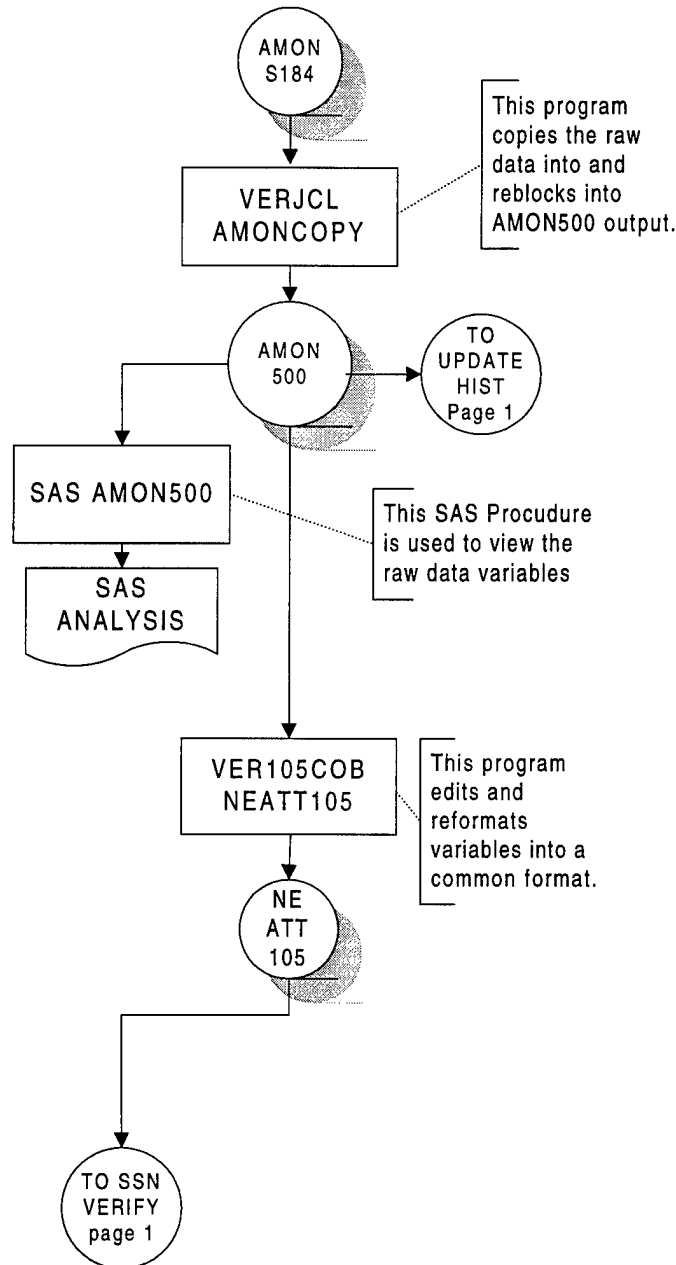 AMON
S184
This program
copies the raw
data into and
reblocks into
AMON500 output.
VERJCL
AMONCOPY
AMON
500
TO
UPDATE
HIST
Page 1
SAS AMON500
This SAS Procudure
is used to view the
raw data variables
SAS
ANALYSIS
VER105COB
NEATT105
This program
edits and
reformats
variables into a
common format.
NE
ATT
105
TO SSN
VERIFY
page 1